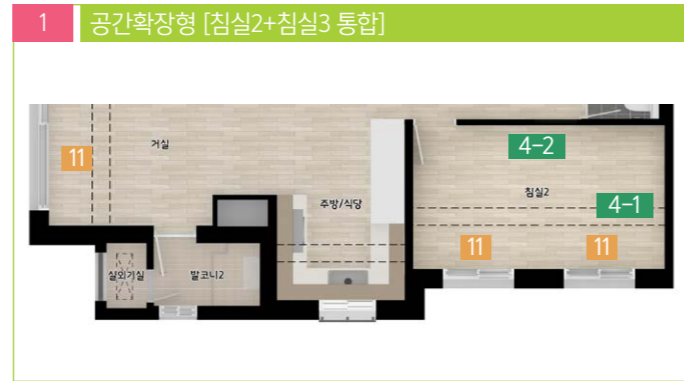 1 공간확장형 [침실2+침실3 통합]
거실
11
4-2
침실2
주방/식당
4-1
11 11
실외기실
발코니2